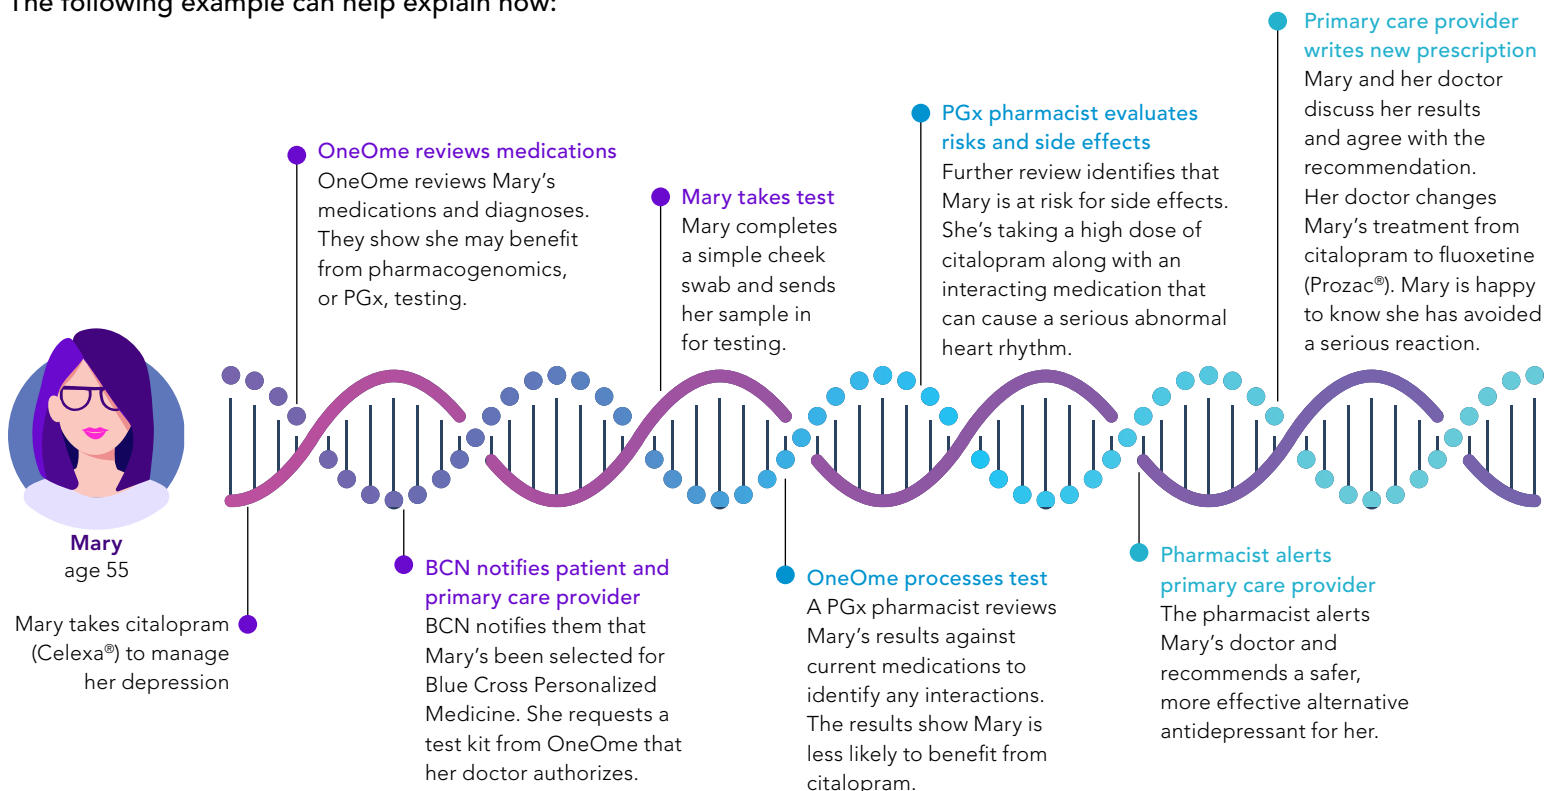 The following example can help explain how:
Mary
age 55
Mary takes citalopram
(Celexa®) to manage
her depression
OneOme reviews medications
OneOme reviews Mary’s
medications and diagnoses.
They show she may benefit
from pharmacogenomics,
or PGx, testing.
BCN notifies patient and
primary care provider
BCN notifies them that
Mary’s been selected for
Blue Cross Personalized
Medicine. She requests a
test kit from OneOme that
her doctor authorizes.
Mary takes test
Mary completes
a simple cheek
swab and sends
her sample in
for testing.
OneOme processes test
A PGx pharmacist reviews
Mary’s results against
current medications to
identify any interactions.
The results show Mary is
less likely to benefit from
citalopram.
PGx pharmacist evaluates
risks and side effects
Further review identifies that
Mary is at risk for side effects.
She’s taking a high dose of
citalopram along with an
interacting medication that
can cause a serious abnormal
heart rhythm.
Pharmacist alerts
primary care provider
The pharmacist alerts
Mary’s doctor and
recommends a safer,
more effective alternative
antidepressant for her.
Primary care provider
writes new prescription
Mary and her doctor
discuss her results
and agree with the
recommendation.
Her doctor changes
Mary’s treatment from
citalopram to fluoxetine
(Prozac®). Mary is happy
to know she has avoided
a serious reaction.